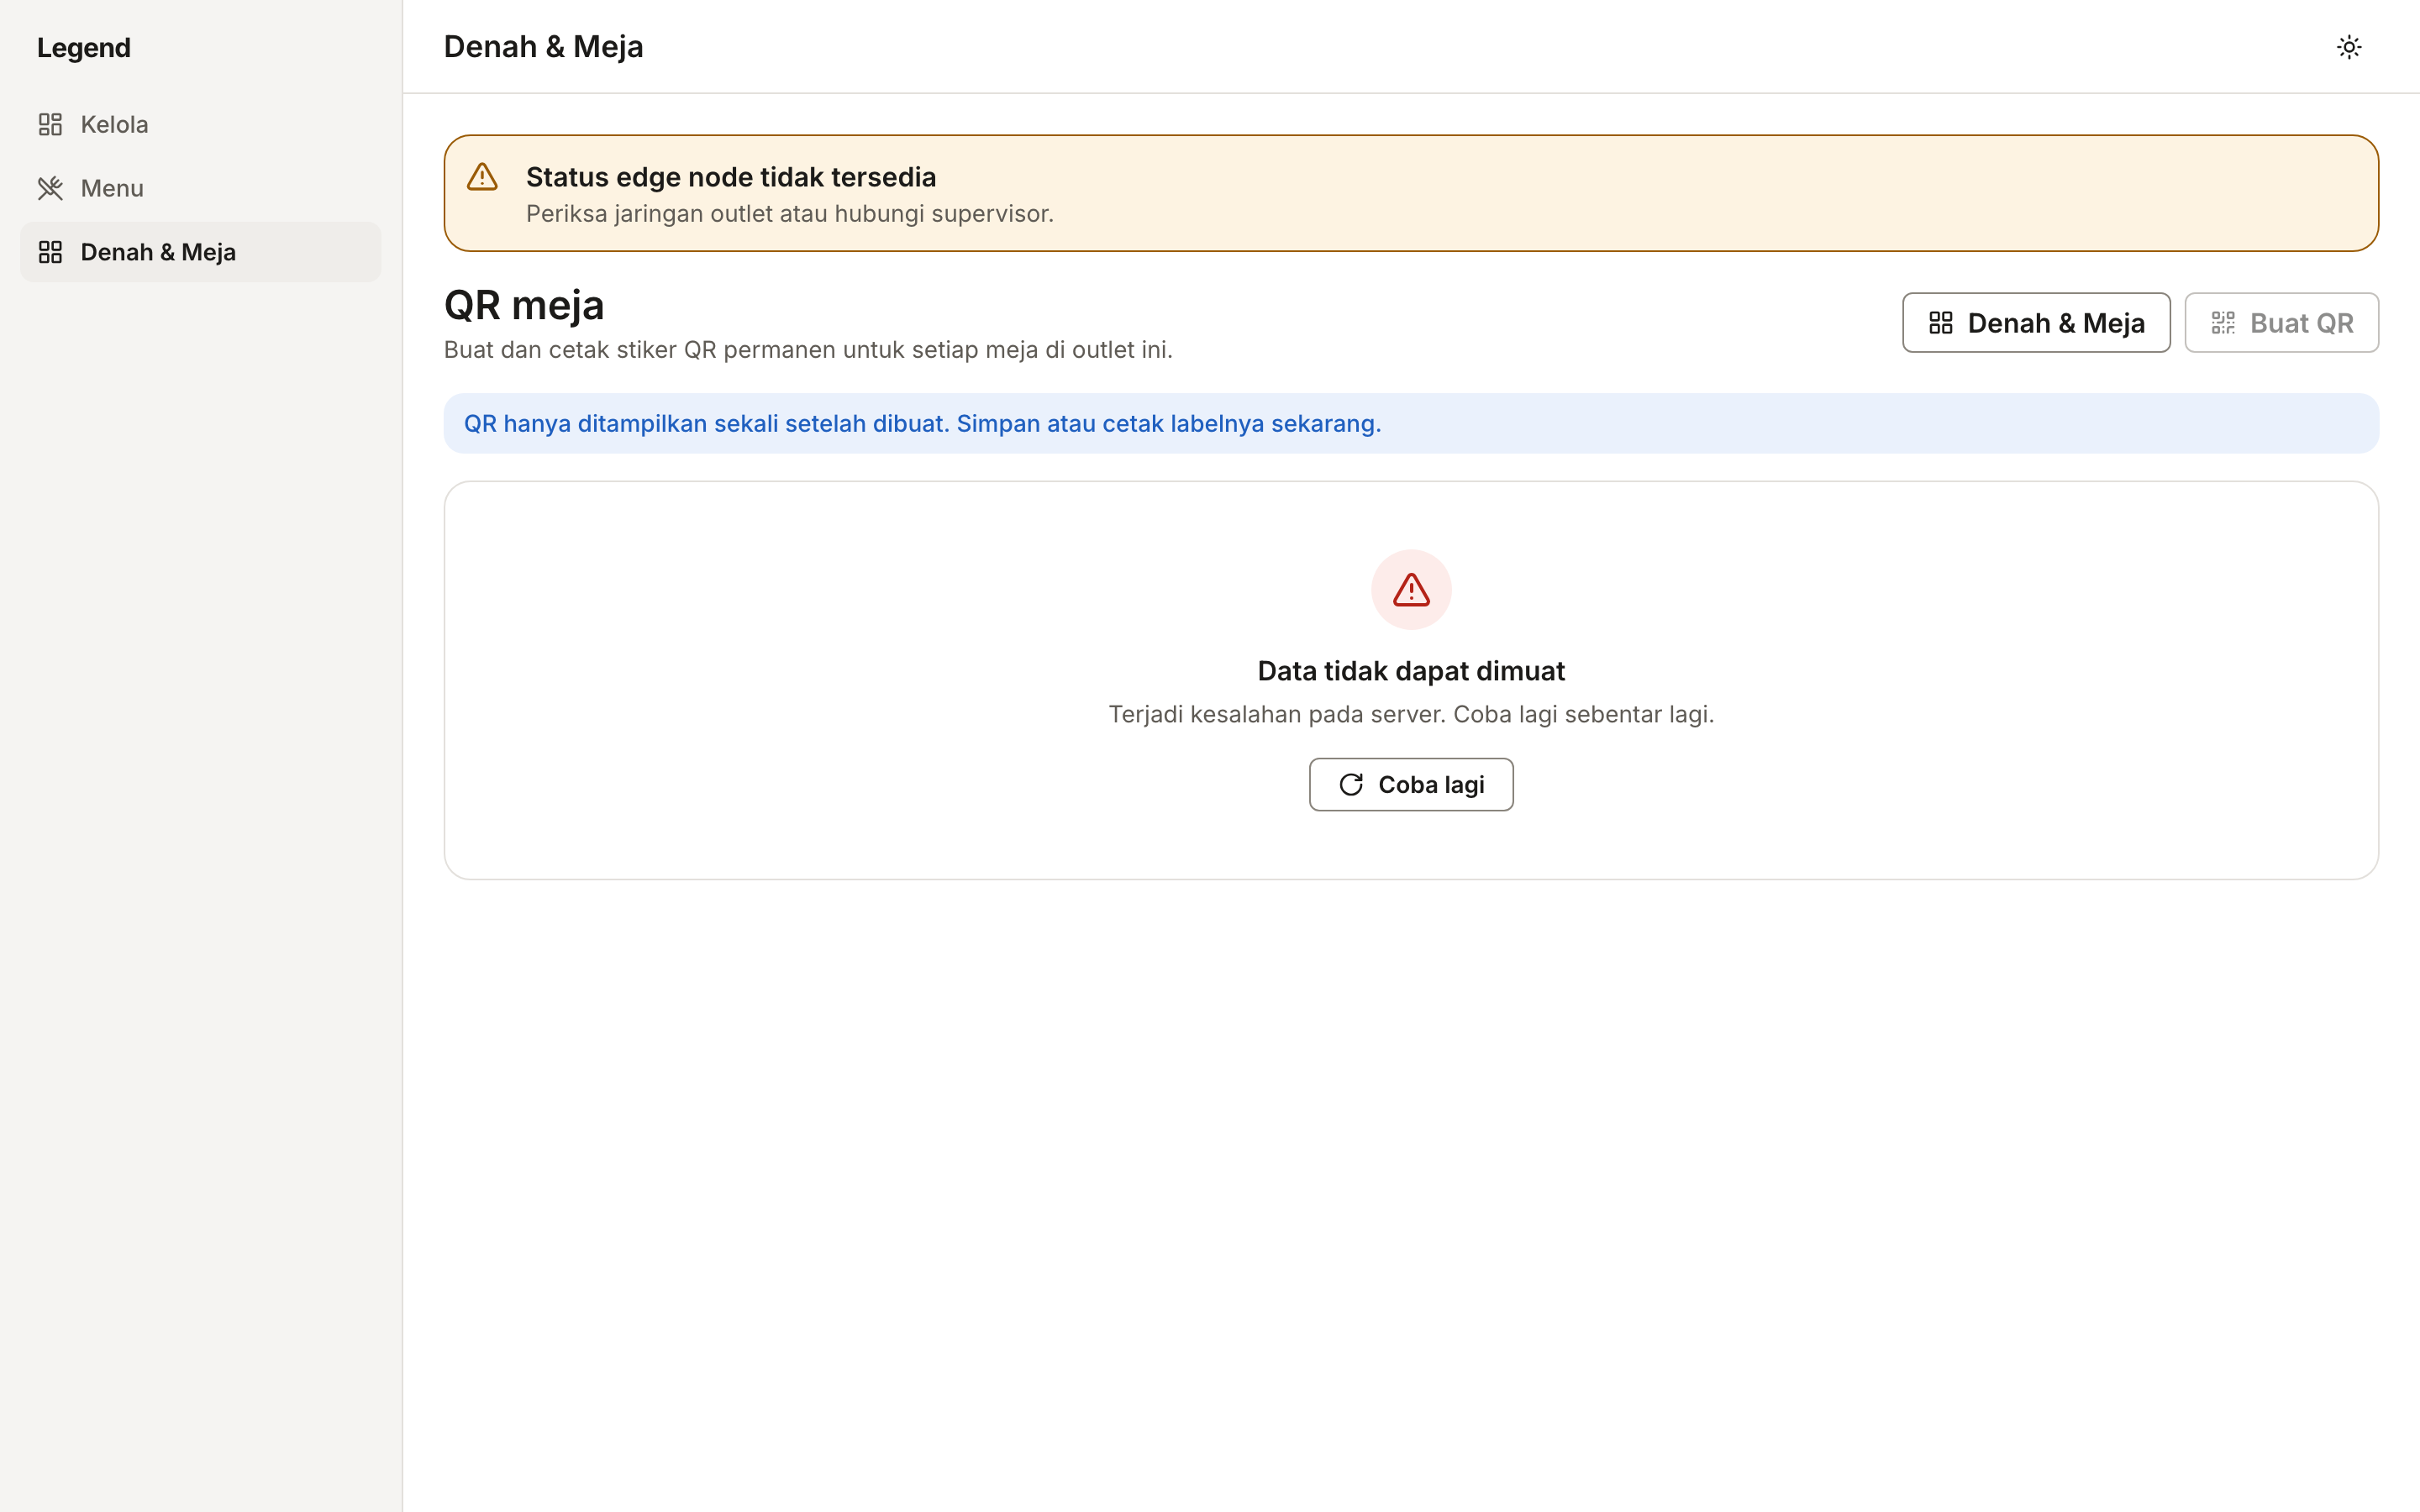 Legend
Kelola
Menu
Denah & Meja
Denah & Meja
Status edge node tidak tersedia
Periksa jaringan outlet atau hubungi supervisor.
QR meja
Buat dan cetak stiker QR permanen untuk setiap meja di outlet ini.
Denah & Meja
Buat QR
QR hanya ditampilkan sekali setelah dibuat. Simpan atau cetak labelnya sekarang.
Data tidak dapat dimuat
Terjadi kesalahan pada server. Coba lagi sebentar lagi.
Coba lagi